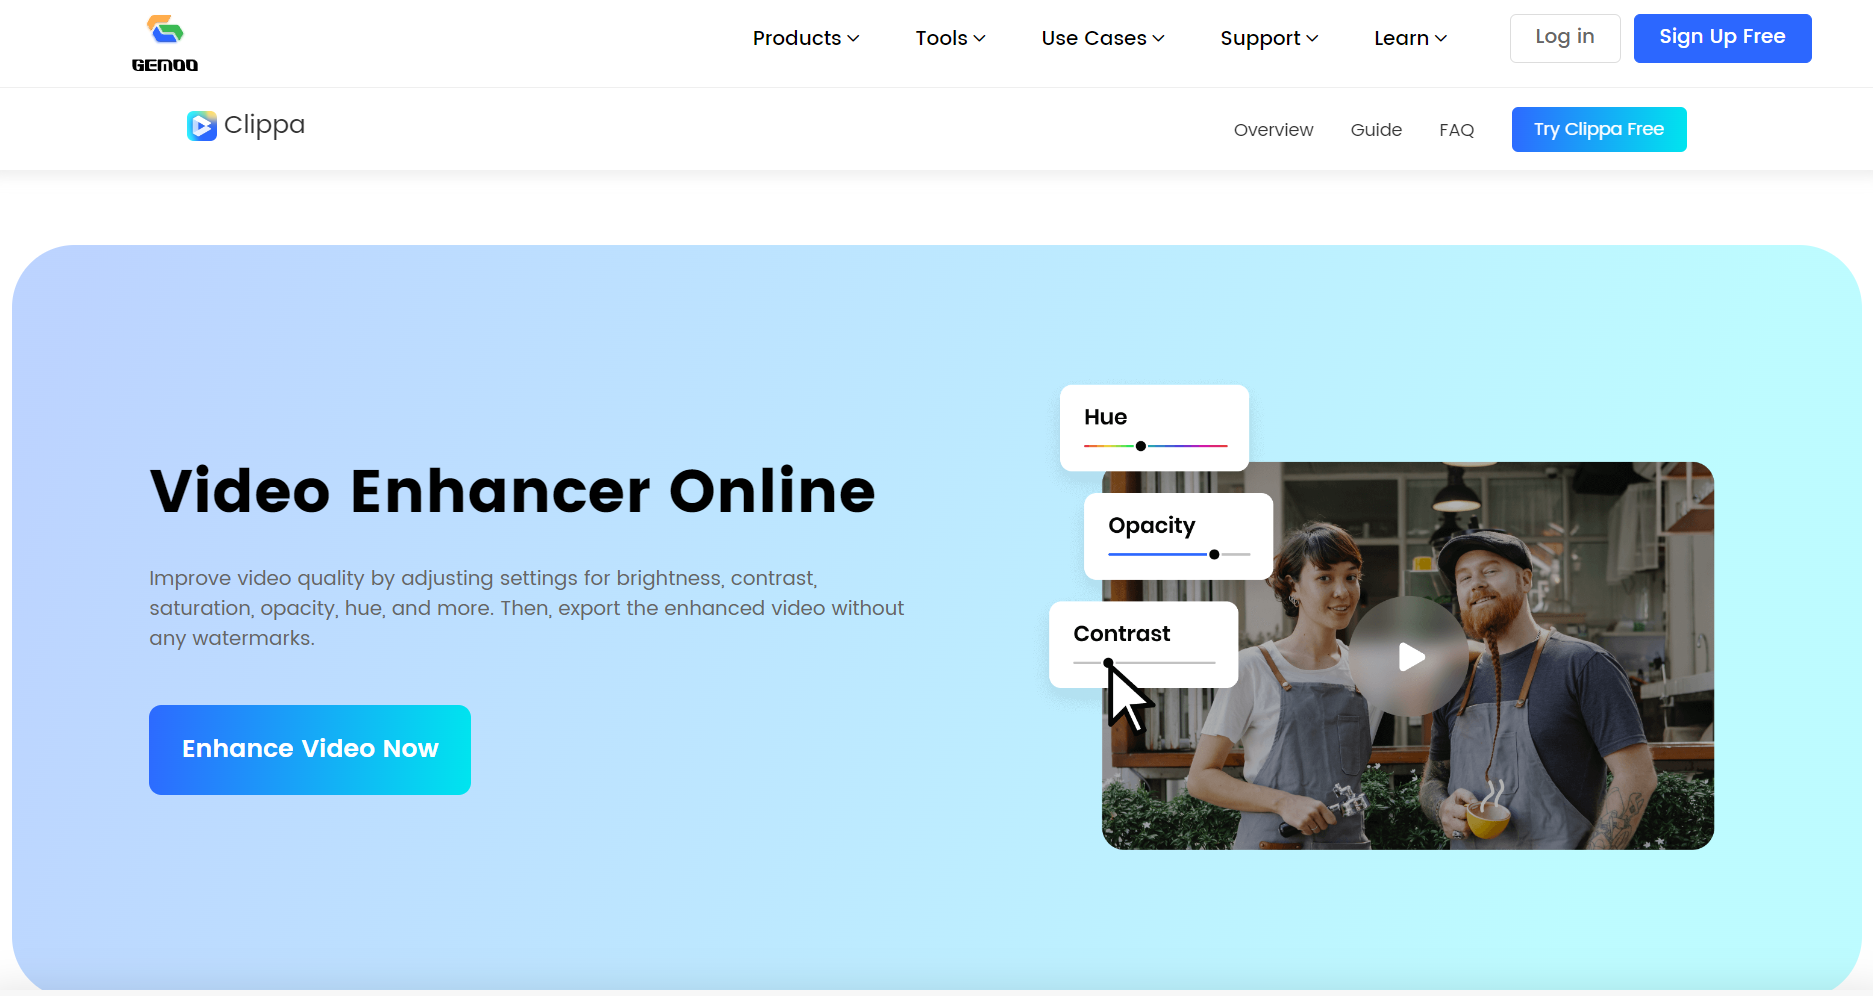 GEMOO
Products
Tools
Use Cases
Support
Learn
Log in
Sign Up Free
Clippa
Overview
Guide
FAQ
Try Clippa Free
Video Enhancer Online
Improve video quality by adjusting settings for brightness, contrast,
saturation, opacity, hue, and more. Then, export the enhanced video without
any watermarks.
Enhance Video Now
Hue
Opacity
Contrast